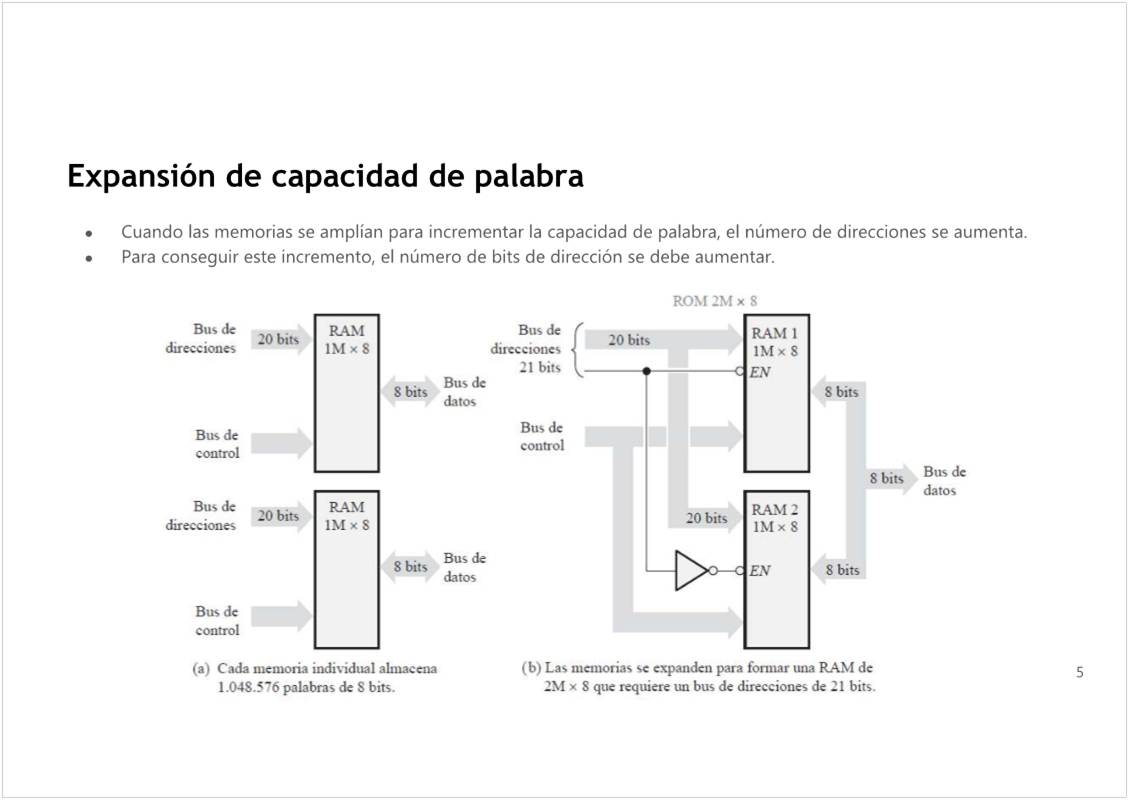 Expansión de capacidad de palabra
● Cuando las memorias se amplían para incrementar la capacidad de palabra, el número de direcciones se aumenta.
● Para conseguir este incremento, el número de bits de dirección se debe aumentar.
Bus de
direcciones
20 bits
RAM
1M × 8
8 bits
Bus de
datos
Bus de
control
Bus de
direcciones
20 bits
RAM
1M × 8
8 bits
Bus de
datos
Bus de
control
(a) Cada memoria individual almacena
1.048.576 palabras de 8 bits.
ROM 2M × 8
Bus de
direcciones
21 bits
20 bits
RAM 1
1M × 8
EN
8 bits
Bus de
control
8 bits
Bus de
datos
20 bits
RAM 2
1M × 8
EN
8 bits
(b) Las memorias se expanden para formar una RAM de
2M × 8 que requiere un bus de direcciones de 21 bits.
5